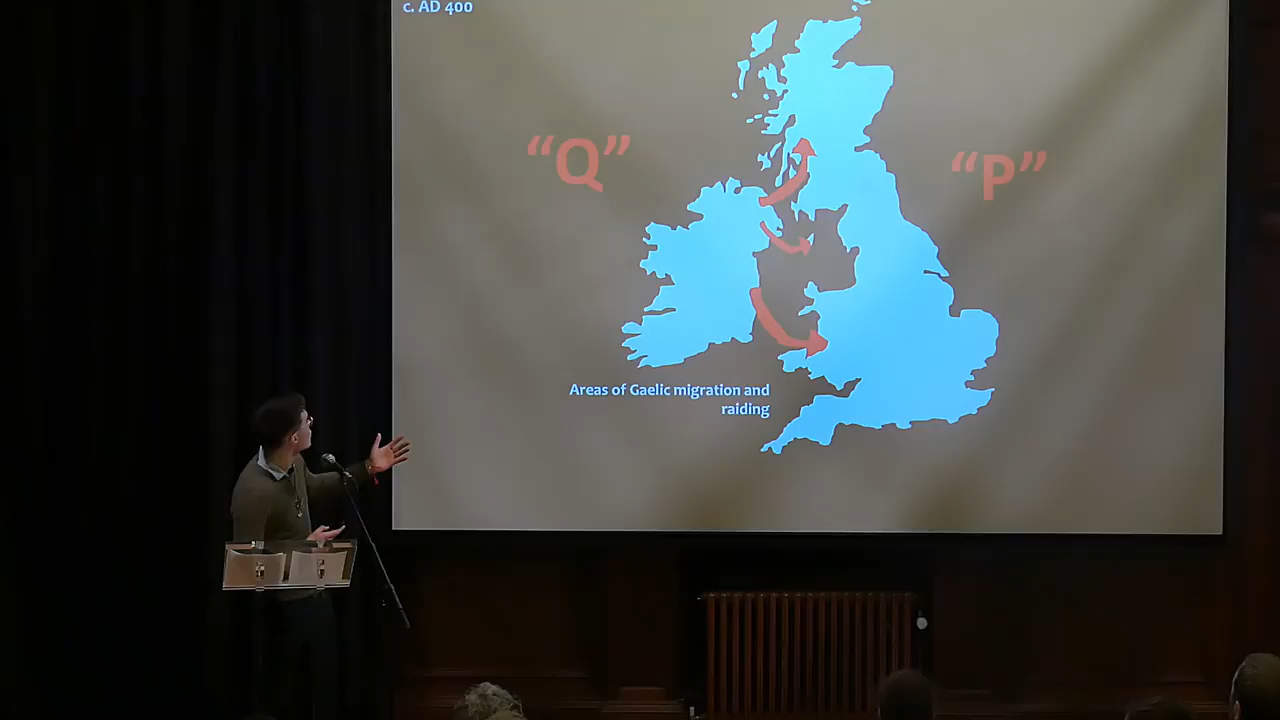 c. AD 400
“Q”
“P”
Areas of Gaelic migration and
raiding